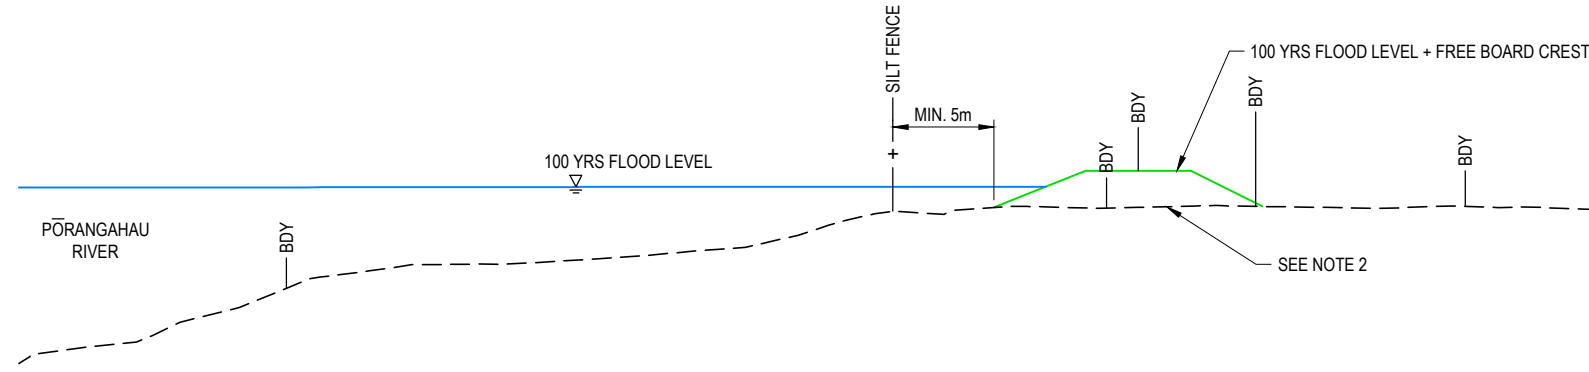 SILT FENCE
100 YRS FLOOD LEVEL + FREE BOARD CREST
BDY
BDY
MIN. 5m
100 YRS FLOOD LEVEL
BDY
BDY
PŌRANGAHAU
RIVER
BDY
SEE NOTE 2